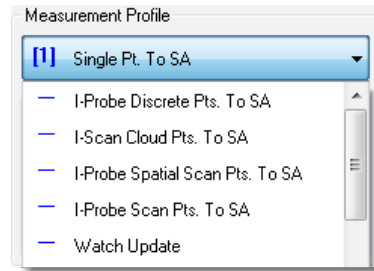 Measurement Profile
[1] Single Pt. To SA
— I-Probe Discrete Pts. To SA
— I-Scan Cloud Pts. To SA
— I-Probe Spatial Scan Pts. To SA
— I-Probe Scan Pts. To SA
— Watch Update